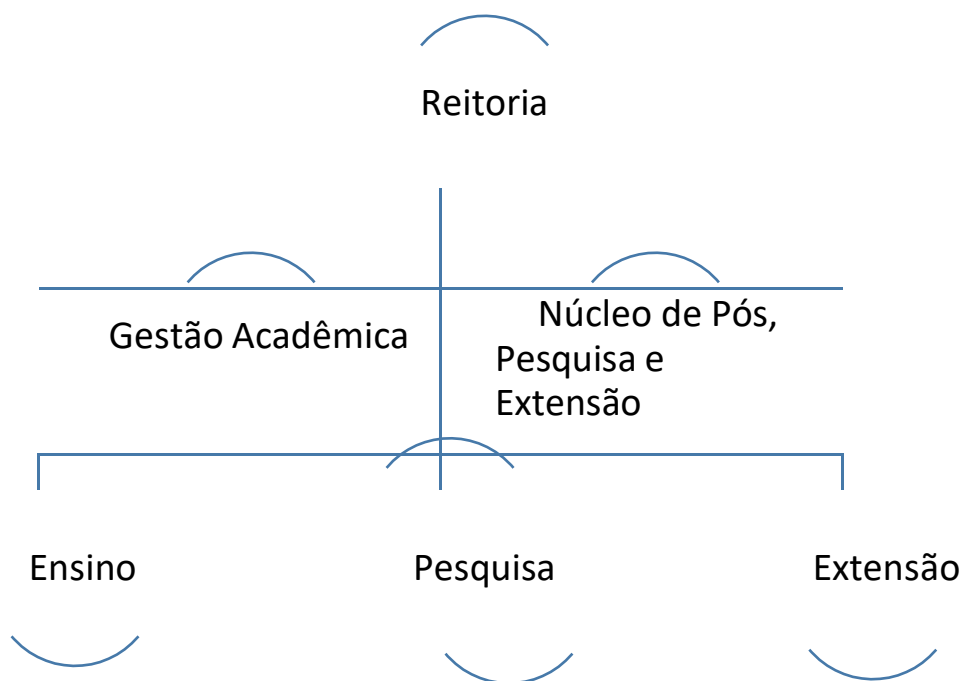 Reitoria
Gestão Acadêmica
Núcleo de Pós,
Pesquisa e
Extensão
Ensino
Pesquisa
Extensão